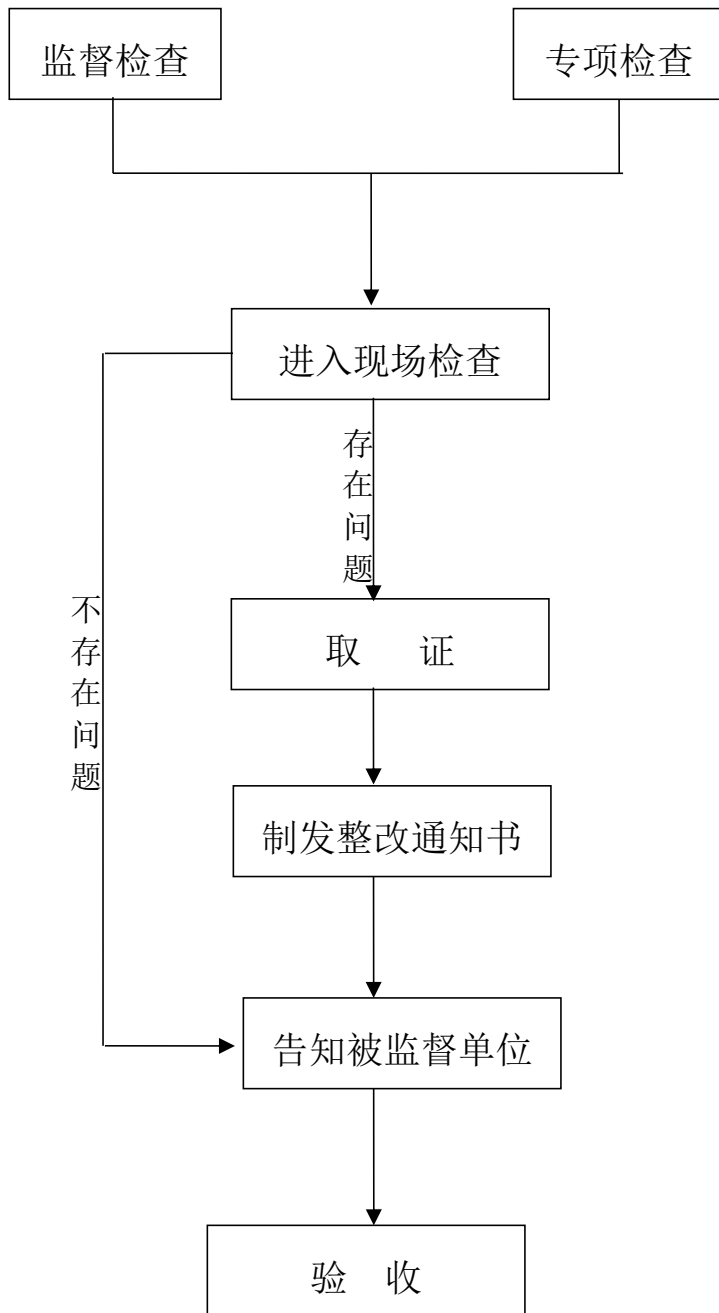 监督检查
专项检查
进入现场检查
存在问题
不存在问题
取 证
制发整改通知书
告知被监督单位
验 收